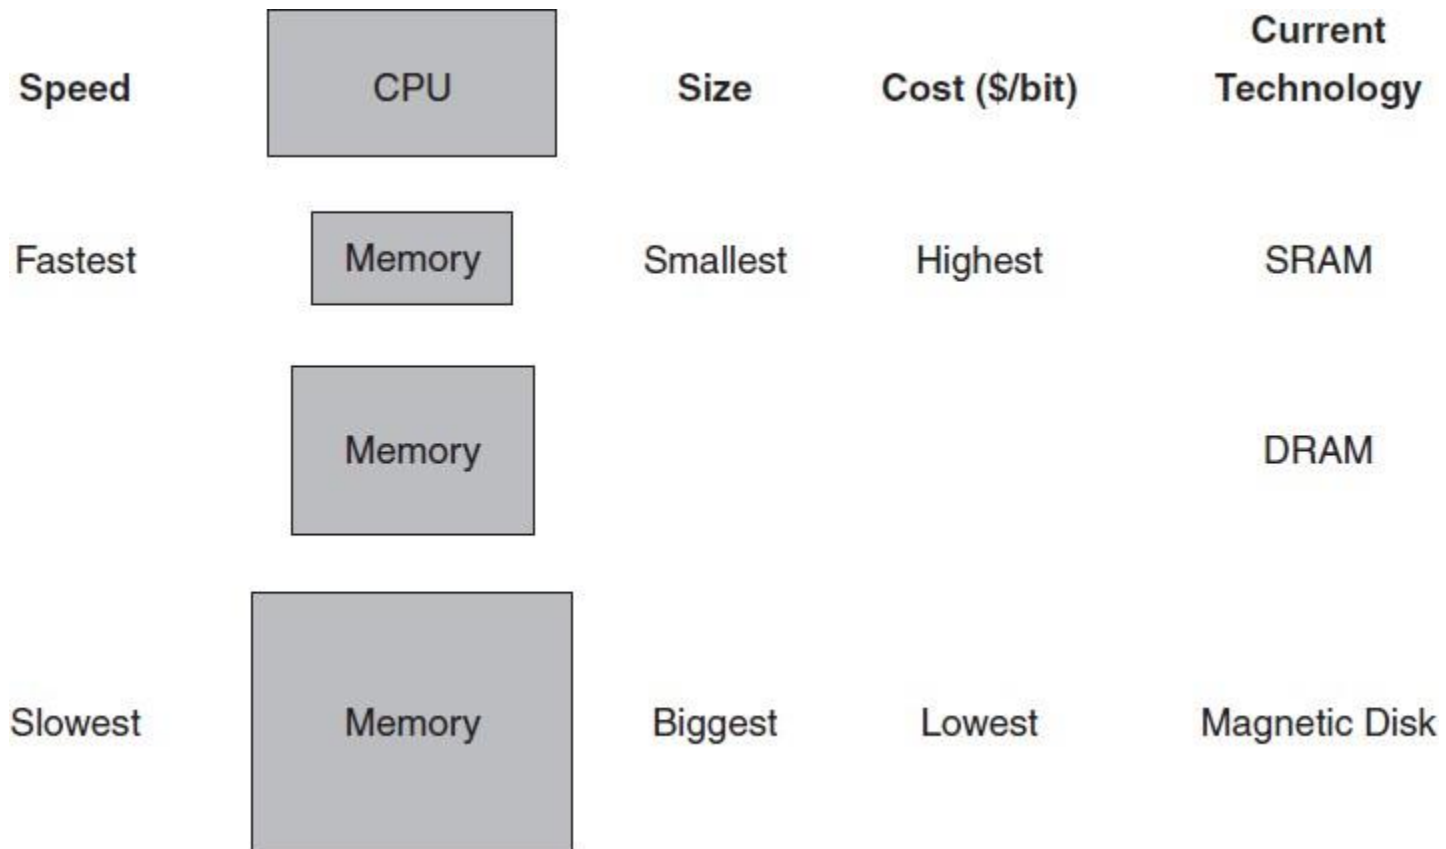 Speed CPU Size Cost ($/bit) Current
Technology
Fastest Memory Smallest Highest SRAM
Memory DRAM
Slowest Memory Biggest Lowest Magnetic Disk